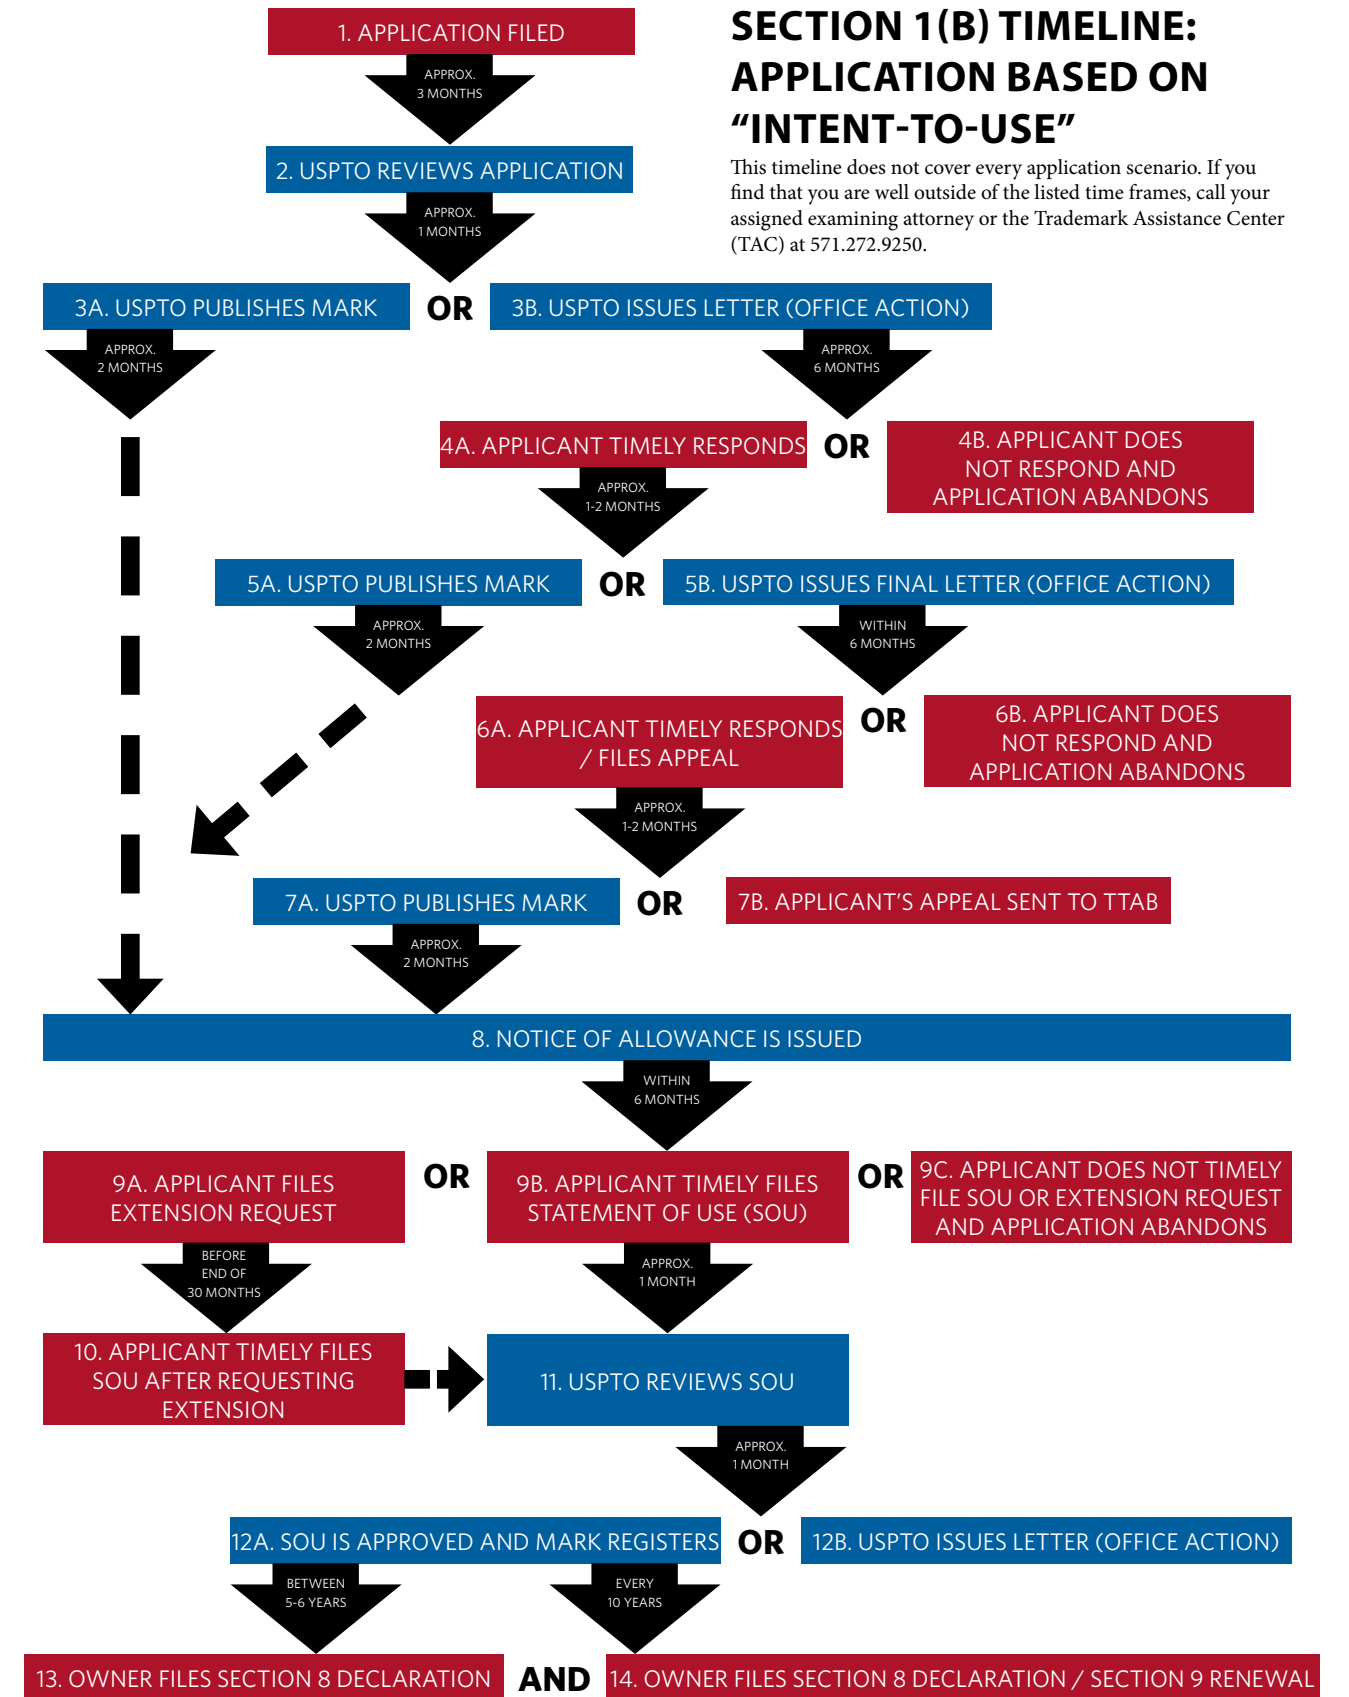 SECTION 1(B) TIMELINE:
APPLICATION BASED ON
“INTENT-TO-USE”
This timeline does not cover every application scenario. If you
find that you are well outside of the listed time frames, call your
assigned examining attorney or the Trademark Assistance Center
(TAC) at 571.272.9250.
1. APPLICATION FILED
APPROX.
3 MONTHS
2. USPTO REVIEWS APPLICATION
APPROX.
1 MONTHS
3A. USPTO PUBLISHES MARK
OR
3B. USPTO ISSUES LETTER (OFFICE ACTION)
APPROX.
2 MONTHS
APPROX.
6 MONTHS
4A. APPLICANT TIMELY RESPONDS
OR
4B. APPLICANT DOES
NOT RESPOND AND
APPLICATION ABANDONS
APPROX.
1-2 MONTHS
5A. USPTO PUBLISHES MARK
OR
5B. USPTO ISSUES FINAL LETTER (OFFICE ACTION)
APPROX.
2 MONTHS
WITHIN
6 MONTHS
6A. APPLICANT TIMELY RESPONDS
/ FILES APPEAL
OR
6B. APPLICANT DOES
NOT RESPOND AND
APPLICATION ABANDONS
APPROX.
1-2 MONTHS
7A. USPTO PUBLISHES MARK
OR
7B. APPLICANT’S APPEAL SENT TO TTAB
APPROX.
2 MONTHS
8. NOTICE OF ALLOWANCE IS ISSUED
WITHIN
6 MONTHS
9A. APPLICANT FILES
EXTENSION REQUEST
OR
9B. APPLICANT TIMELY FILES
STATEMENT OF USE (SOU)
OR
9C. APPLICANT DOES NOT TIMELY
FILE SOU OR EXTENSION REQUEST
AND APPLICATION ABANDONS
BEFORE
END OF
30 MONTHS
APPROX.
1 MONTH
10. APPLICANT TIMELY FILES
SOU AFTER REQUESTING
EXTENSION
11. USPTO REVIEWS SOU
APPROX.
1 MONTH
12A. SOU IS APPROVED AND MARK REGISTERS
OR
12B. USPTO ISSUES LETTER (OFFICE ACTION)
BETWEEN
5-6 YEARS
EVERY
10 YEARS
13. OWNER FILES SECTION 8 DECLARATION
AND
14. OWNER FILES SECTION 8 DECLARATION / SECTION 9 RENEWAL